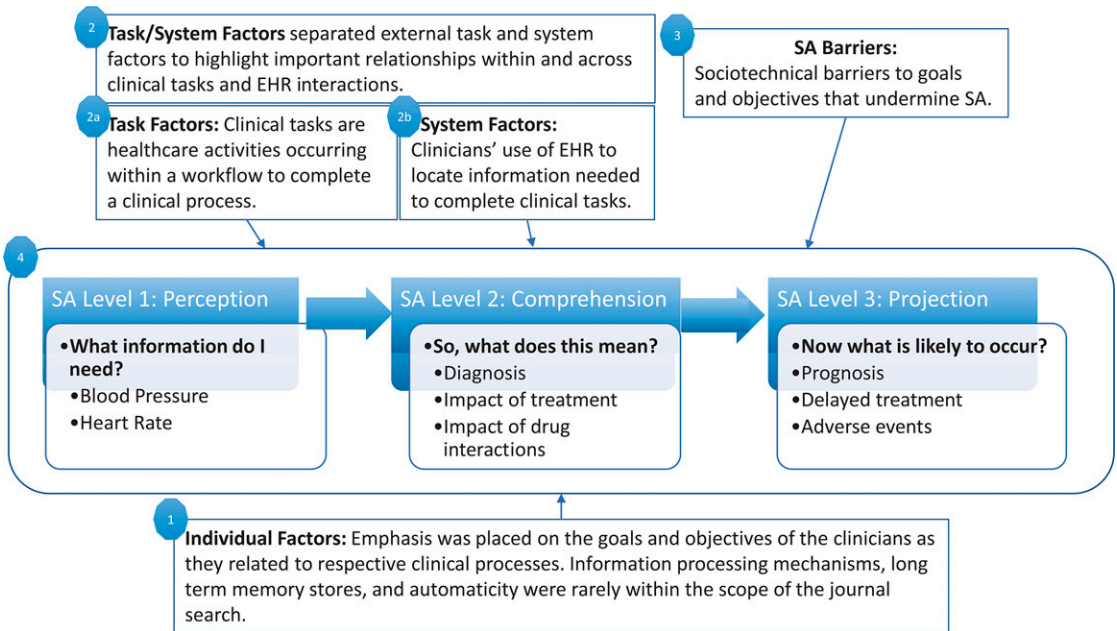 2
Task/System Factors separated external task and system
factors to highlight important relationships within and across
clinical tasks and EHR interactions.
3
SA Barriers:
Sociotechnical barriers to goals
and objectives that undermine SA.
2a
Task Factors: Clinical tasks are
healthcare activities occurring
within a workflow to complete
a clinical process.
2b
System Factors:
Clinicians’ use of EHR to
locate information needed
to complete clinical tasks.
4
SA Level 1: Perception
•What information do I
need?
•Blood Pressure
•Heart Rate
SA Level 2: Comprehension
•So, what does this mean?
•Diagnosis
•Impact of treatment
•Impact of drug
interactions
SA Level 3: Projection
•Now what is likely to occur?
•Prognosis
•Delayed treatment
•Adverse events
1
Individual Factors: Emphasis was placed on the goals and objectives of the clinicians as
they related to respective clinical processes. Information processing mechanisms, long
term memory stores, and automaticity were rarely within the scope of the journal
search.